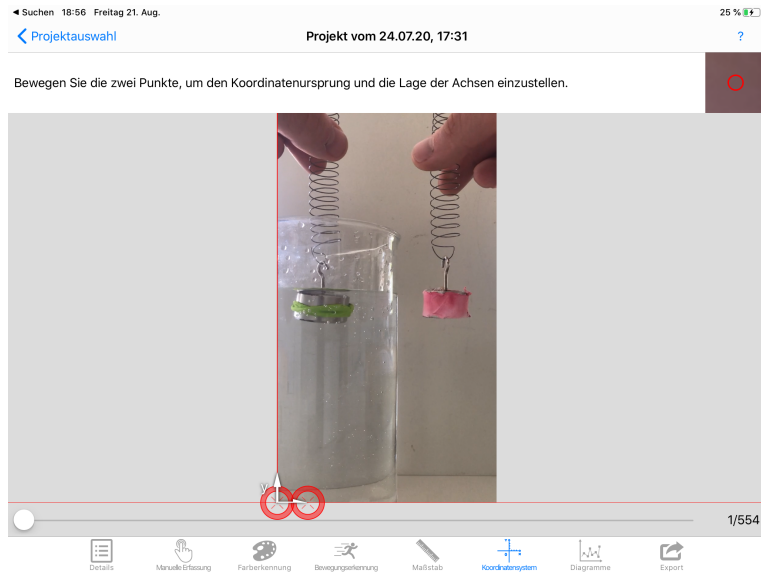 ◄ Suchen 18:56 Freitag 21. Aug. 25 %
Projektauswahl Projekt vom 24.07.20, 17:31 ?
Bewegen Sie die zwei Punkte, um den Koordinatenursprung und die Lage der Achsen einzustellen.
y
1/554
Details Manuelle Erfassung Farberkennung Bewegungserkennung Maßstab Koordinatensystem Diagramme Export